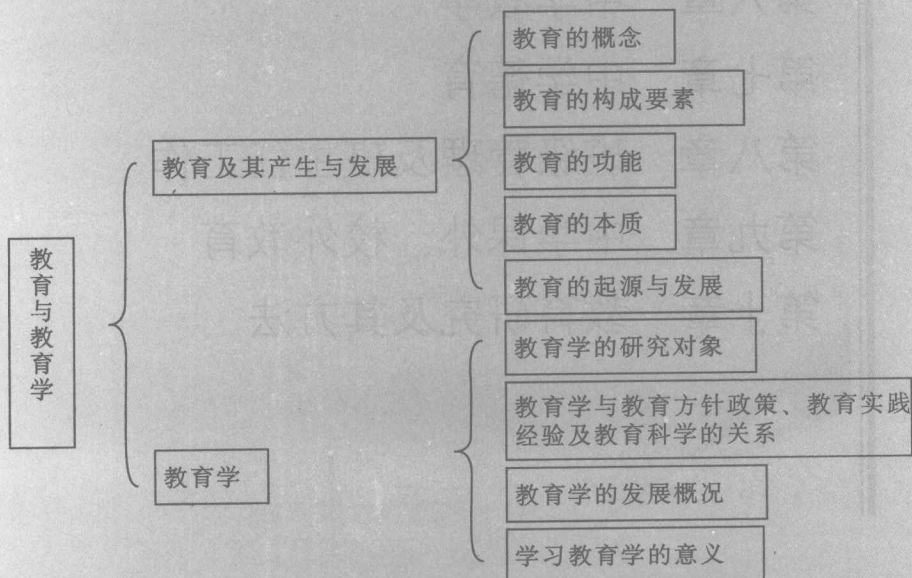 教育与教育学
教育及其产生与发展
教育的概念
教育的构成要素
教育的功能
教育的本质
教育的起源与发展
教育学
教育学的研究对象
教育学与教育方针政策、教育实践
经验及教育科学的关系
教育学的发展概况
学习教育学的意义